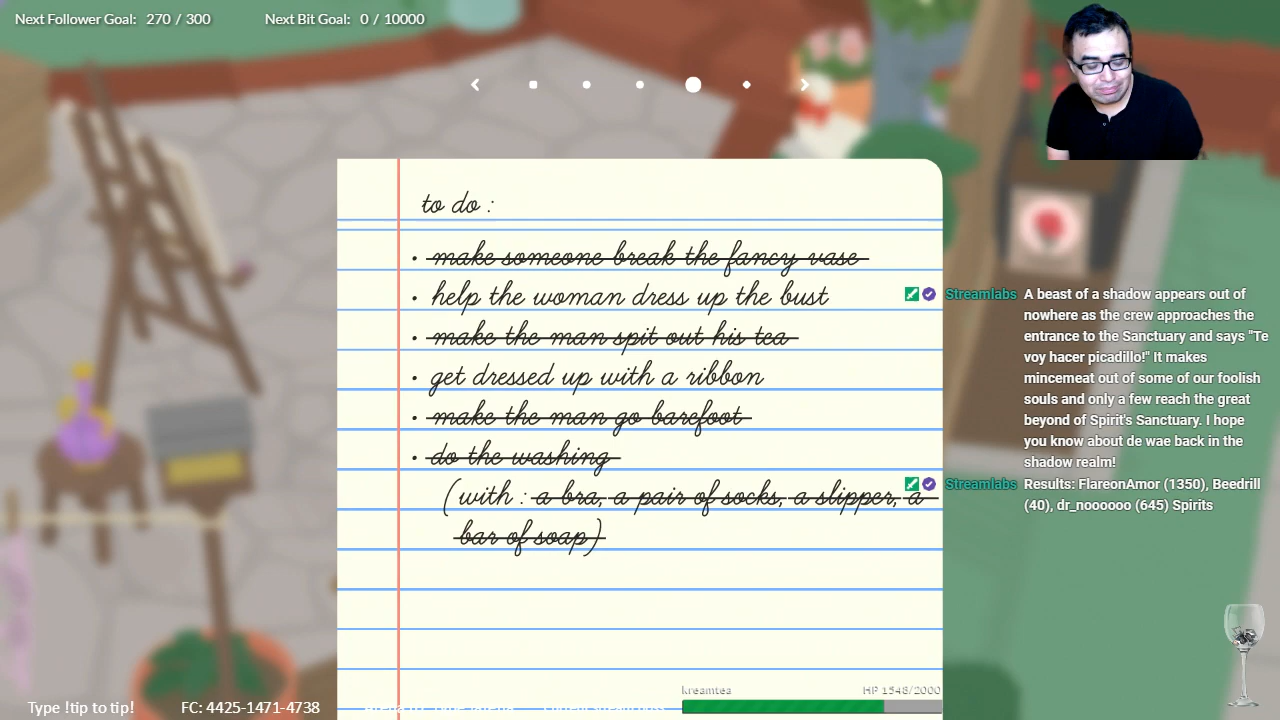 Next Follower Goal: 270 / 300
Next Bit Goal: 0 / 10000
to do :
• make someone break the fancy vase
• help the woman dress up the bust
• make the man spit out his tea
• get dressed up with a ribbon
• make the man go barefoot
• do the washing
(with : a bra, a pair of socks, a slipper, a
bar of soap)
Streamlabs A beast of a shadow appears out of
nowhere as the crew approaches the
entrance to the Sanctuary and says "Te
voy hacer picadillo!" It makes
mincemeat out of some of our foolish
souls and only a few reach the great
beyond of Spirit's Sanctuary. I hope
you know about de wae back in the
shadow realm!
Streamlabs Results: FlareonAmor (1350), Beedrill
(40), dr_noooooo (645) Spirits
kreamtea HP 1548/2000
Type !tip to tip! FC: 4425-1471-4738